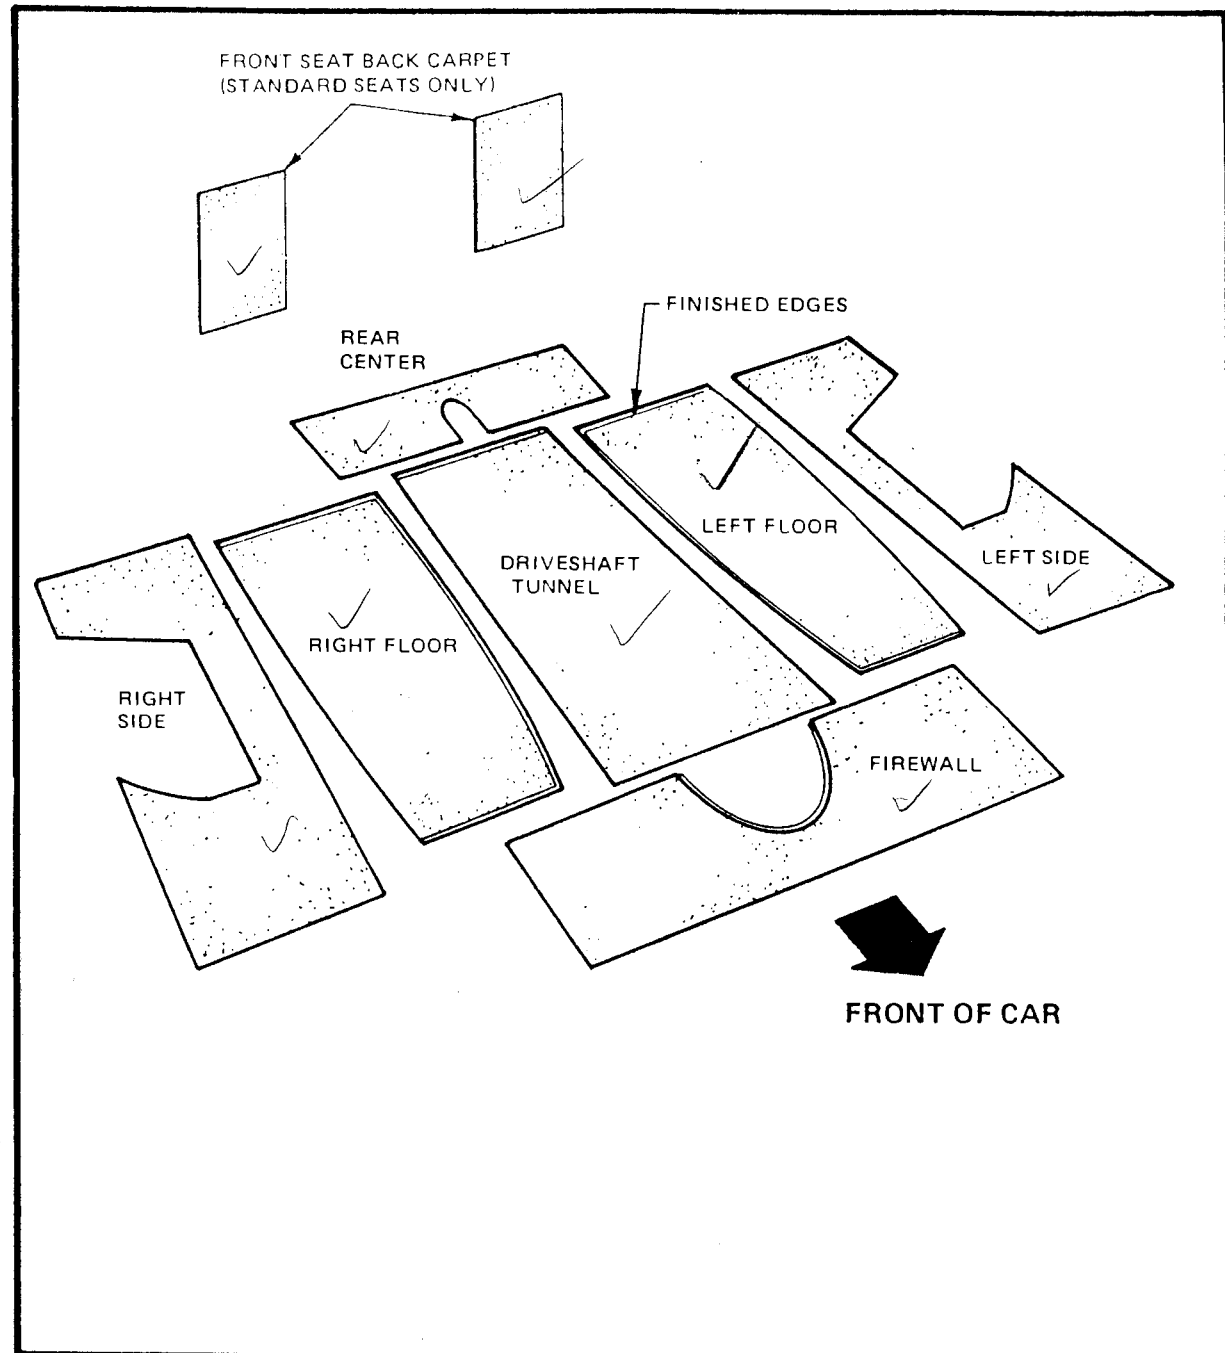 FRONT SEAT BACK CARPET
(STANDARD SEATS ONLY)
FINISHED EDGES
REAR
CENTER
LEFT FLOOR
LEFT SIDE
DRIVESHAFT
TUNNEL
RIGHT FLOOR
RIGHT
SIDE
FIREWALL
FRONT OF CAR